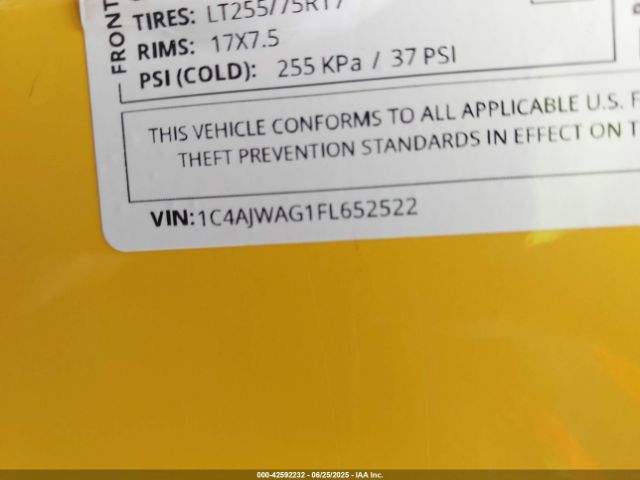 FRONT
TIRES: LT255/75R17
RIMS: 17X7.5
PSI (COLD): 255 KPa / 37 PSI
THIS VEHICLE CONFORMS TO ALL APPLICABLE U.S. F
THEFT PREVENTION STANDARDS IN EFFECT ON T
VIN:1C4AJWAG1FL652522
000-42592232 - 06/25/2025 - IAA Inc.